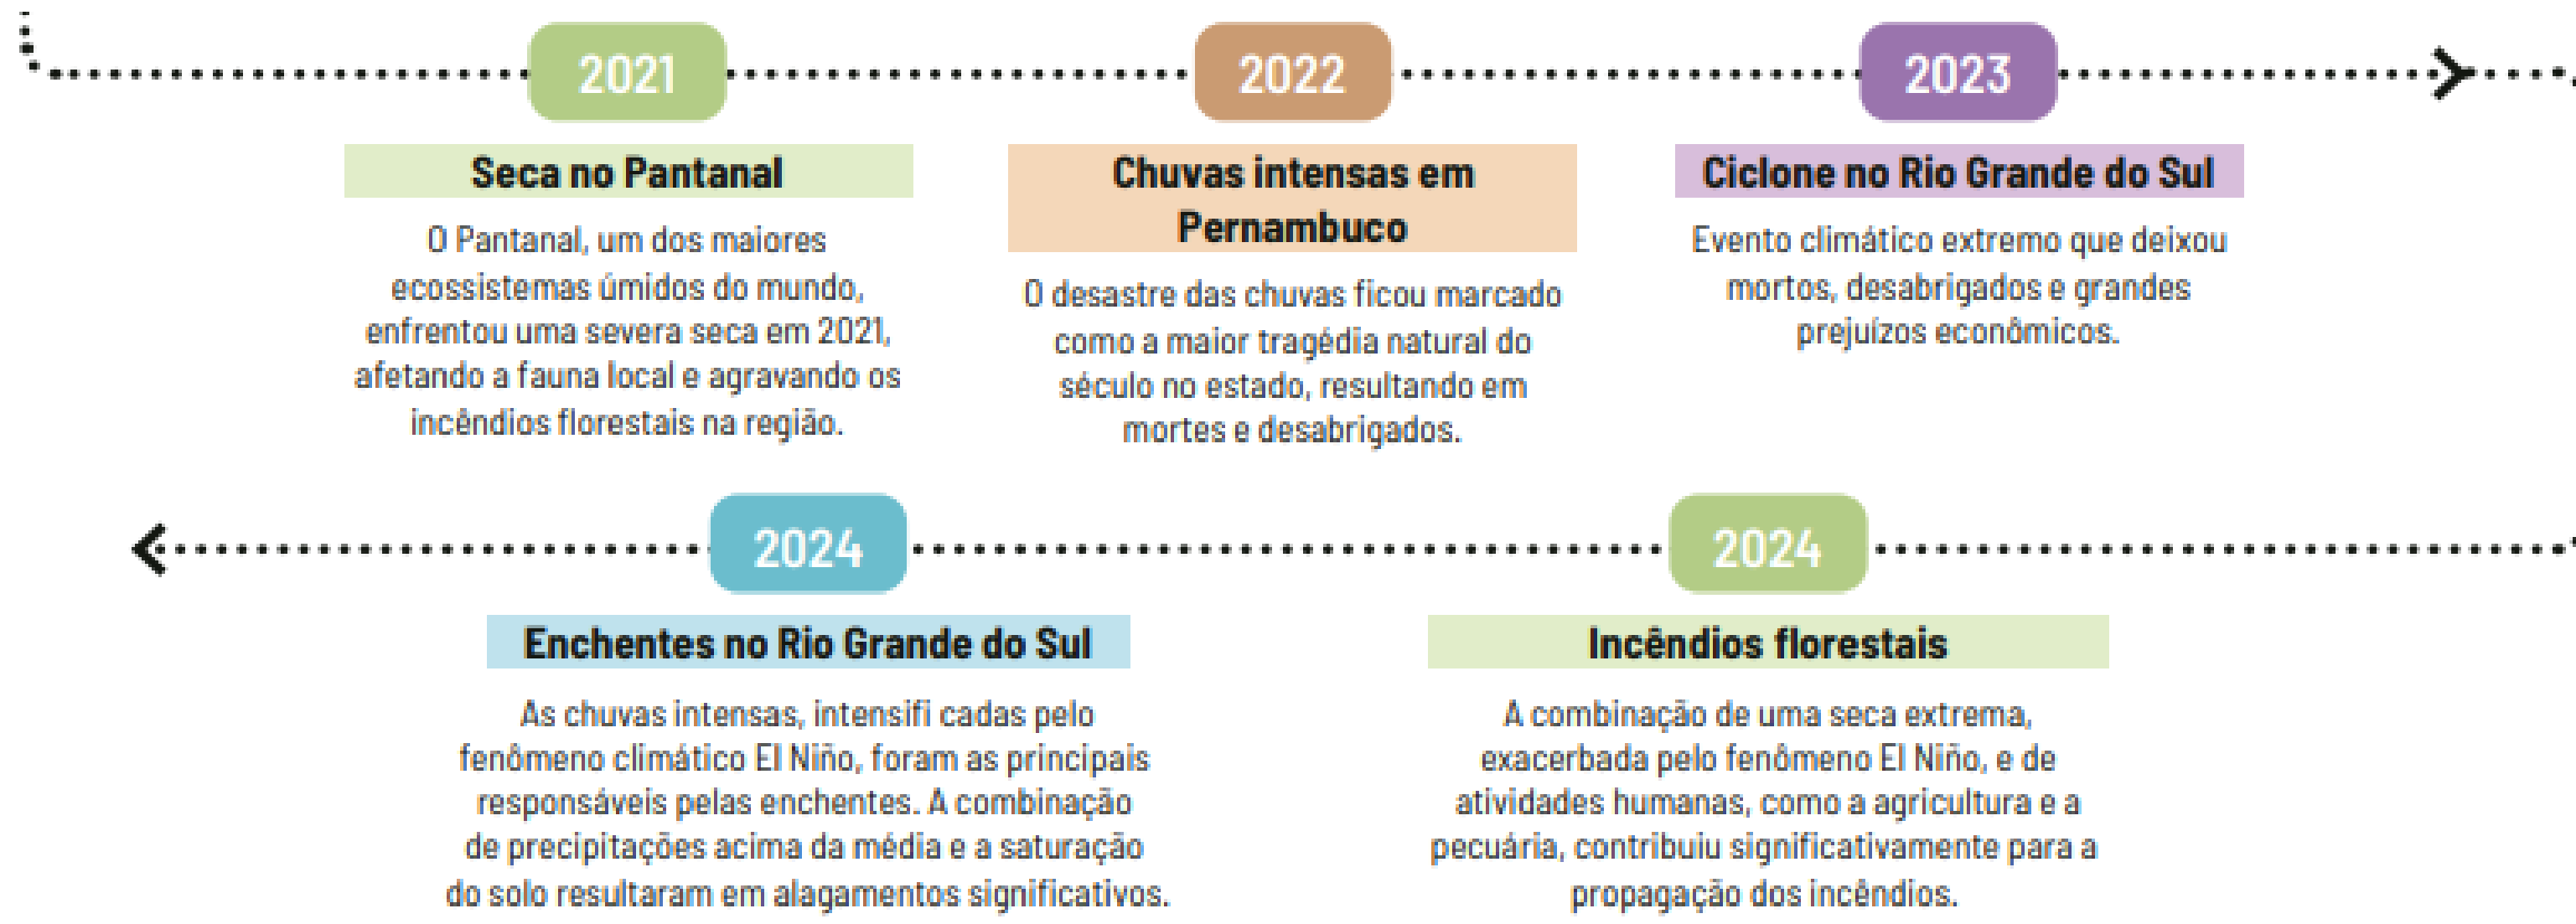 2021
Seca no Pantanal
O Pantanal, um dos maiores
ecossistemas úmidos do mundo,
enfrentou uma severa seca em 2021,
afetando a fauna local e agravando os
incêndios florestais na região.
2022
Chuvas intensas em
Pernambuco
O desastre das chuvas ficou marcado
como a maior tragédia natural do
século no estado, resultando em
mortes e desabrigados.
2023
Ciclone no Rio Grande do Sul
Evento climático extremo que deixou
mortos, desabrigados e grandes
prejuízos econômicos.
2024
Enchentes no Rio Grande do Sul
As chuvas intensas, intensifi cadas pelo
fenômeno climático El Niño, foram as principais
responsáveis pelas enchentes. A combinação
de precipitações acima da média e a saturação
do solo resultaram em alagamentos significativos.
2024
Incêndios florestais
A combinação de uma seca extrema,
exacerbada pelo fenômeno El Niño, e de
atividades humanas, como a agricultura e a
pecuária, contribuiu significativamente para a
propagação dos incêndios.